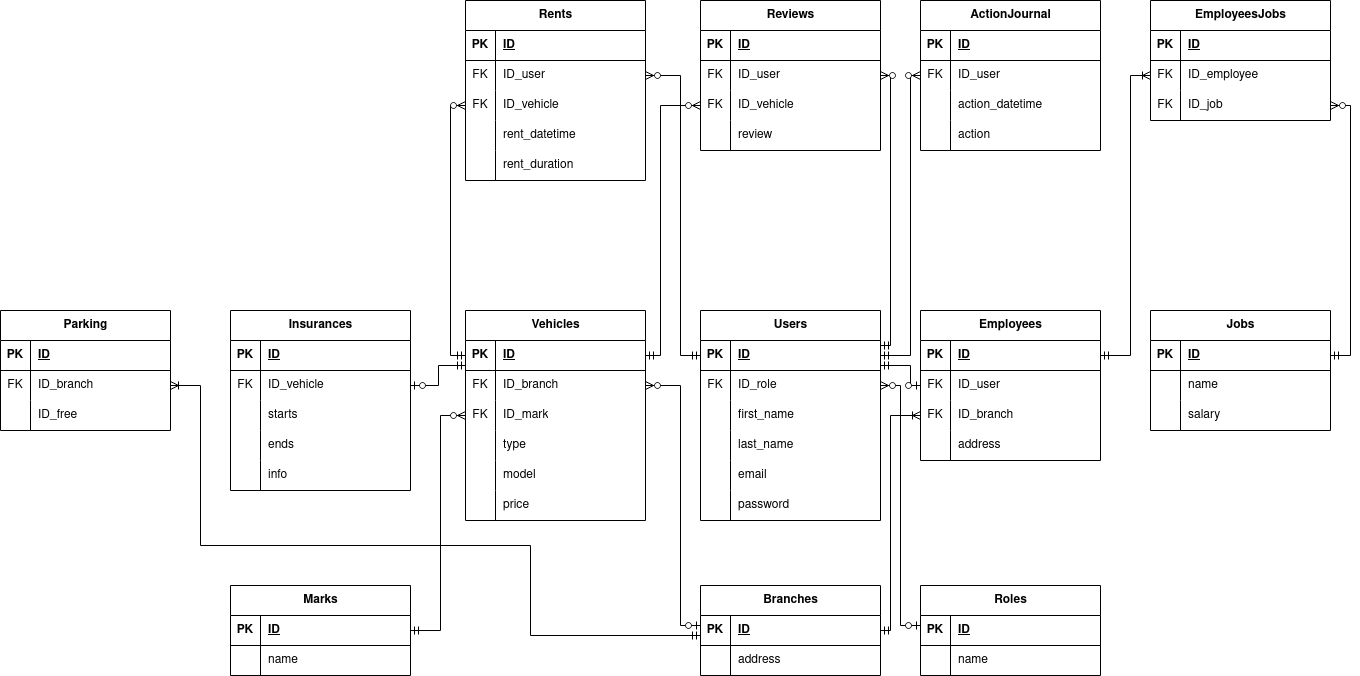 Rents
PK ID
FK ID_user
FK ID_vehicle
rent_datetime
rent_duration
Reviews
PK ID
FK ID_user
FK ID_vehicle
review
ActionJournal
PK ID
FK ID_user
action_datetime
action
EmployeesJobs
PK ID
FK ID_employee
FK ID_job
Parking
PK ID
FK ID_branch
ID_free
Insurances
PK ID
FK ID_vehicle
starts
ends
info
Vehicles
PK ID
FK ID_branch
FK ID_mark
type
model
price
Users
PK ID
FK ID_role
first_name
last_name
email
password
Employees
PK ID
FK ID_user
FK ID_branch
address
Jobs
PK ID
name
salary
Marks
PK ID
name
Branches
PK ID
address
Roles
PK ID
name